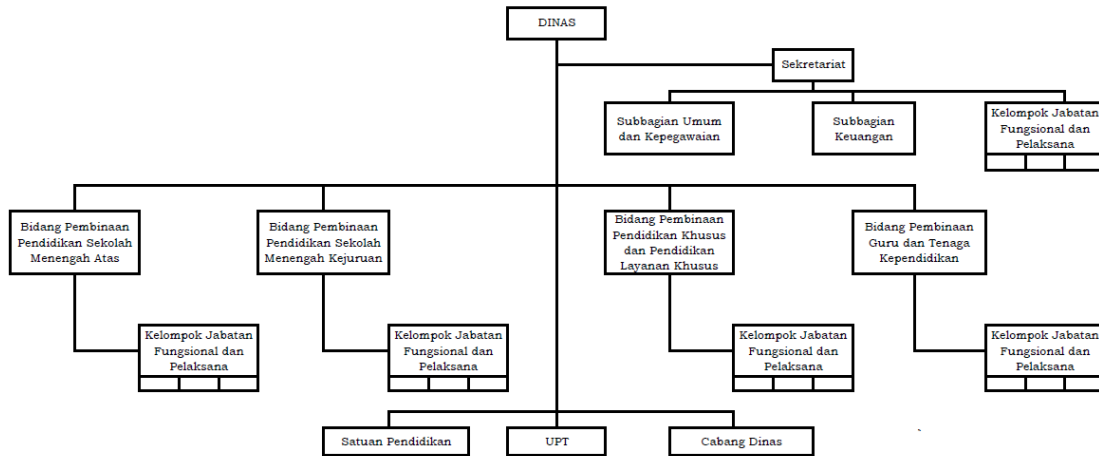 DINAS
Sekretariat
Subbagian Umum
dan Kepegawaian
Subbagian
Keuangan
Kelompok Jabatan
Fungsional dan
Pelaksana
Bidang Pembinaan
Pendidikan Sekolah
Menengah Atas
Bidang Pembinaan
Pendidikan Sekolah
Menengah Kejuruan
Bidang Pembinaan
Pendidikan Khusus
dan Pendidikan
Layanan Khusus
Bidang Pembinaan
Guru dan Tenaga
Kependidikan
Kelompok Jabatan
Fungsional dan
Pelaksana
Kelompok Jabatan
Fungsional dan
Pelaksana
Kelompok Jabatan
Fungsional dan
Pelaksana
Kelompok Jabatan
Fungsional dan
Pelaksana
Satuan Pendidikan
UPT
Cabang Dinas